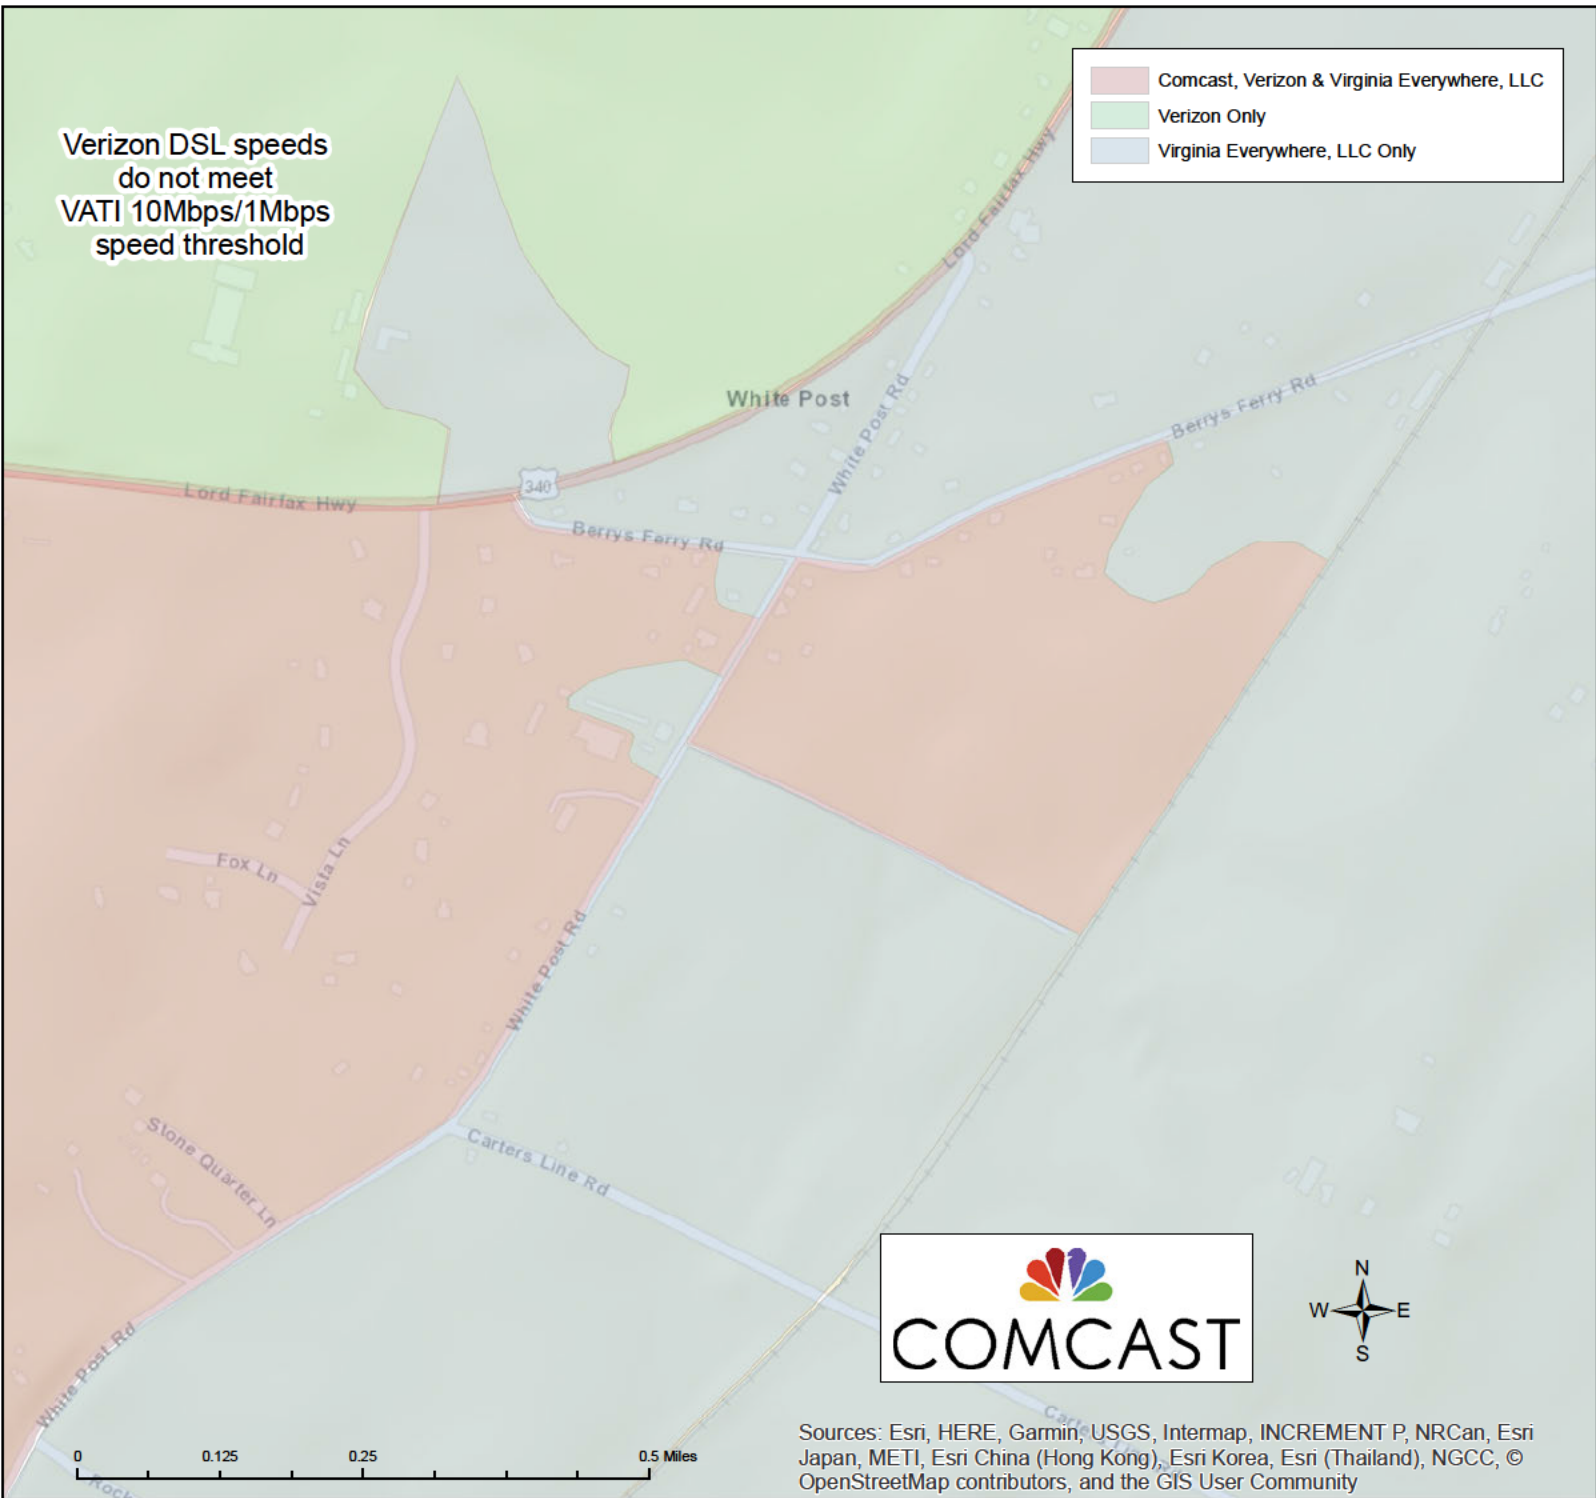 Comcast, Verizon & Virginia Everywhere, LLC
Verizon Only
Virginia Everywhere, LLC Only
Verizon DSL speeds
do not meet
VATI 10Mbps/1Mbps
speed threshold
Lord Fairfax Hwy
White Post
White Post Rd
Berrys Ferry Rd
Lord Fairfax Hwy
340
Berrys Ferry Rd
Fox Ln
Vista Ln
White Post Rd
Stone Quarter Ln
Carters Line Rd
COMCAST
N
W E
S
White Post Rd
0 0.125 0.25 0.5 Miles
Sources: Esri, HERE, Garmin, USGS, Intermap, INCREMENT P, NRCan, Esri
Japan, METI, Esri China (Hong Kong), Esri Korea, Esri (Thailand), NGCC, ©
OpenStreetMap contributors, and the GIS User Community